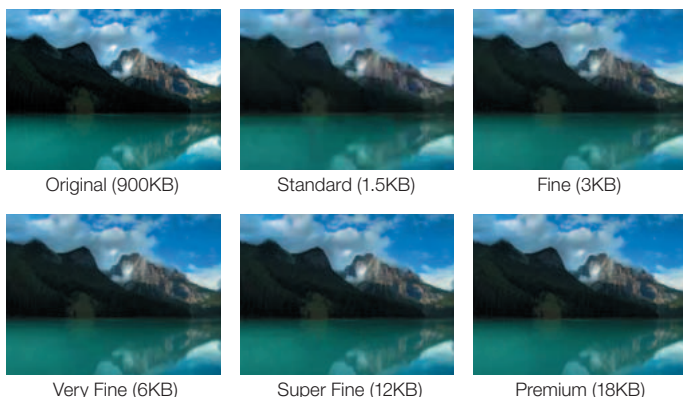 Original (900KB)
Standard (1.5KB)
Fine (3KB)
Very Fine (6KB)
Super Fine (12KB)
Premium (18KB)